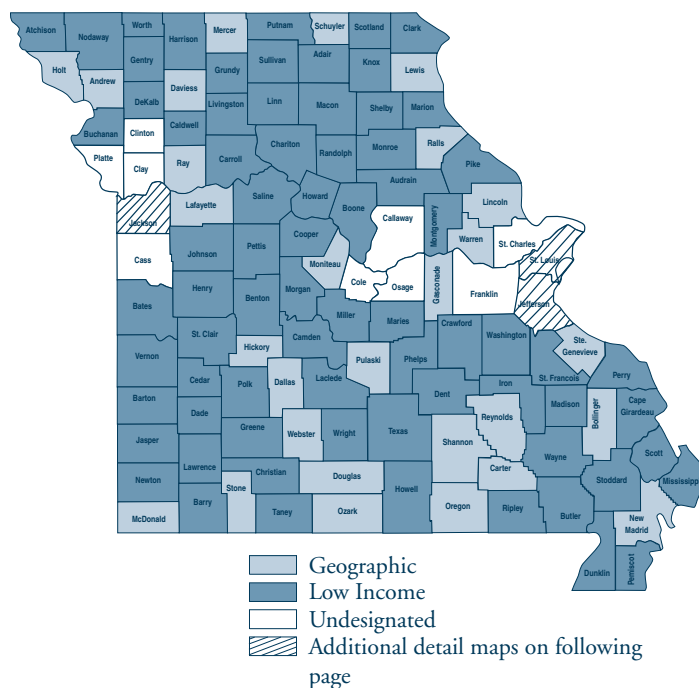 Atchison
Nodaway
Worth
Harrison
Mercer
Putnam
Schuyler
Scotland
Clark
Holt
Andrew
Gentry
DeKalb
Daviess
Grundy
Sullivan
Adair
Knox
Lewis
Buchanan
Clinton
Caldwell
Livingston
Linn
Macon
Shelby
Marion
Platte
Clay
Ray
Carroll
Chariton
Randolph
Monroe
Ralls
Pike
Jackson
Lafayette
Saline
Howard
Boone
Audrain
Callaway
Montgomery
Lincoln
Warren
St. Charles
St. Louis
Cass
Johnson
Pettis
Cooper
Moniteau
Cole
Osage
Gasconade
Franklin
Jefferson
Bates
Henry
Benton
Morgan
Miller
Maries
Crawford
Washington
Ste.
Genevieve
Vernon
St. Clair
Hickory
Camden
Pulaski
Phelps
Iron
St. Francois
Perry
Barton
Cedar
Polk
Dallas
Laclede
Dent
Reynolds
Madison
Bollinger
Cape
Girardeau
Jasper
Dade
Greene
Webster
Wright
Texas
Shannon
Wayne
Scott
Newton
Lawrence
Christian
Douglas
Carter
Stoddard
Mississippi
McDonald
Barry
Stone
Taney
Ozark
Howell
Oregon
Ripley
Butler
New
Madrid
Dunklin
Pemiscot
Geographic
Low Income
Undesignated
Additional detail maps on following
page